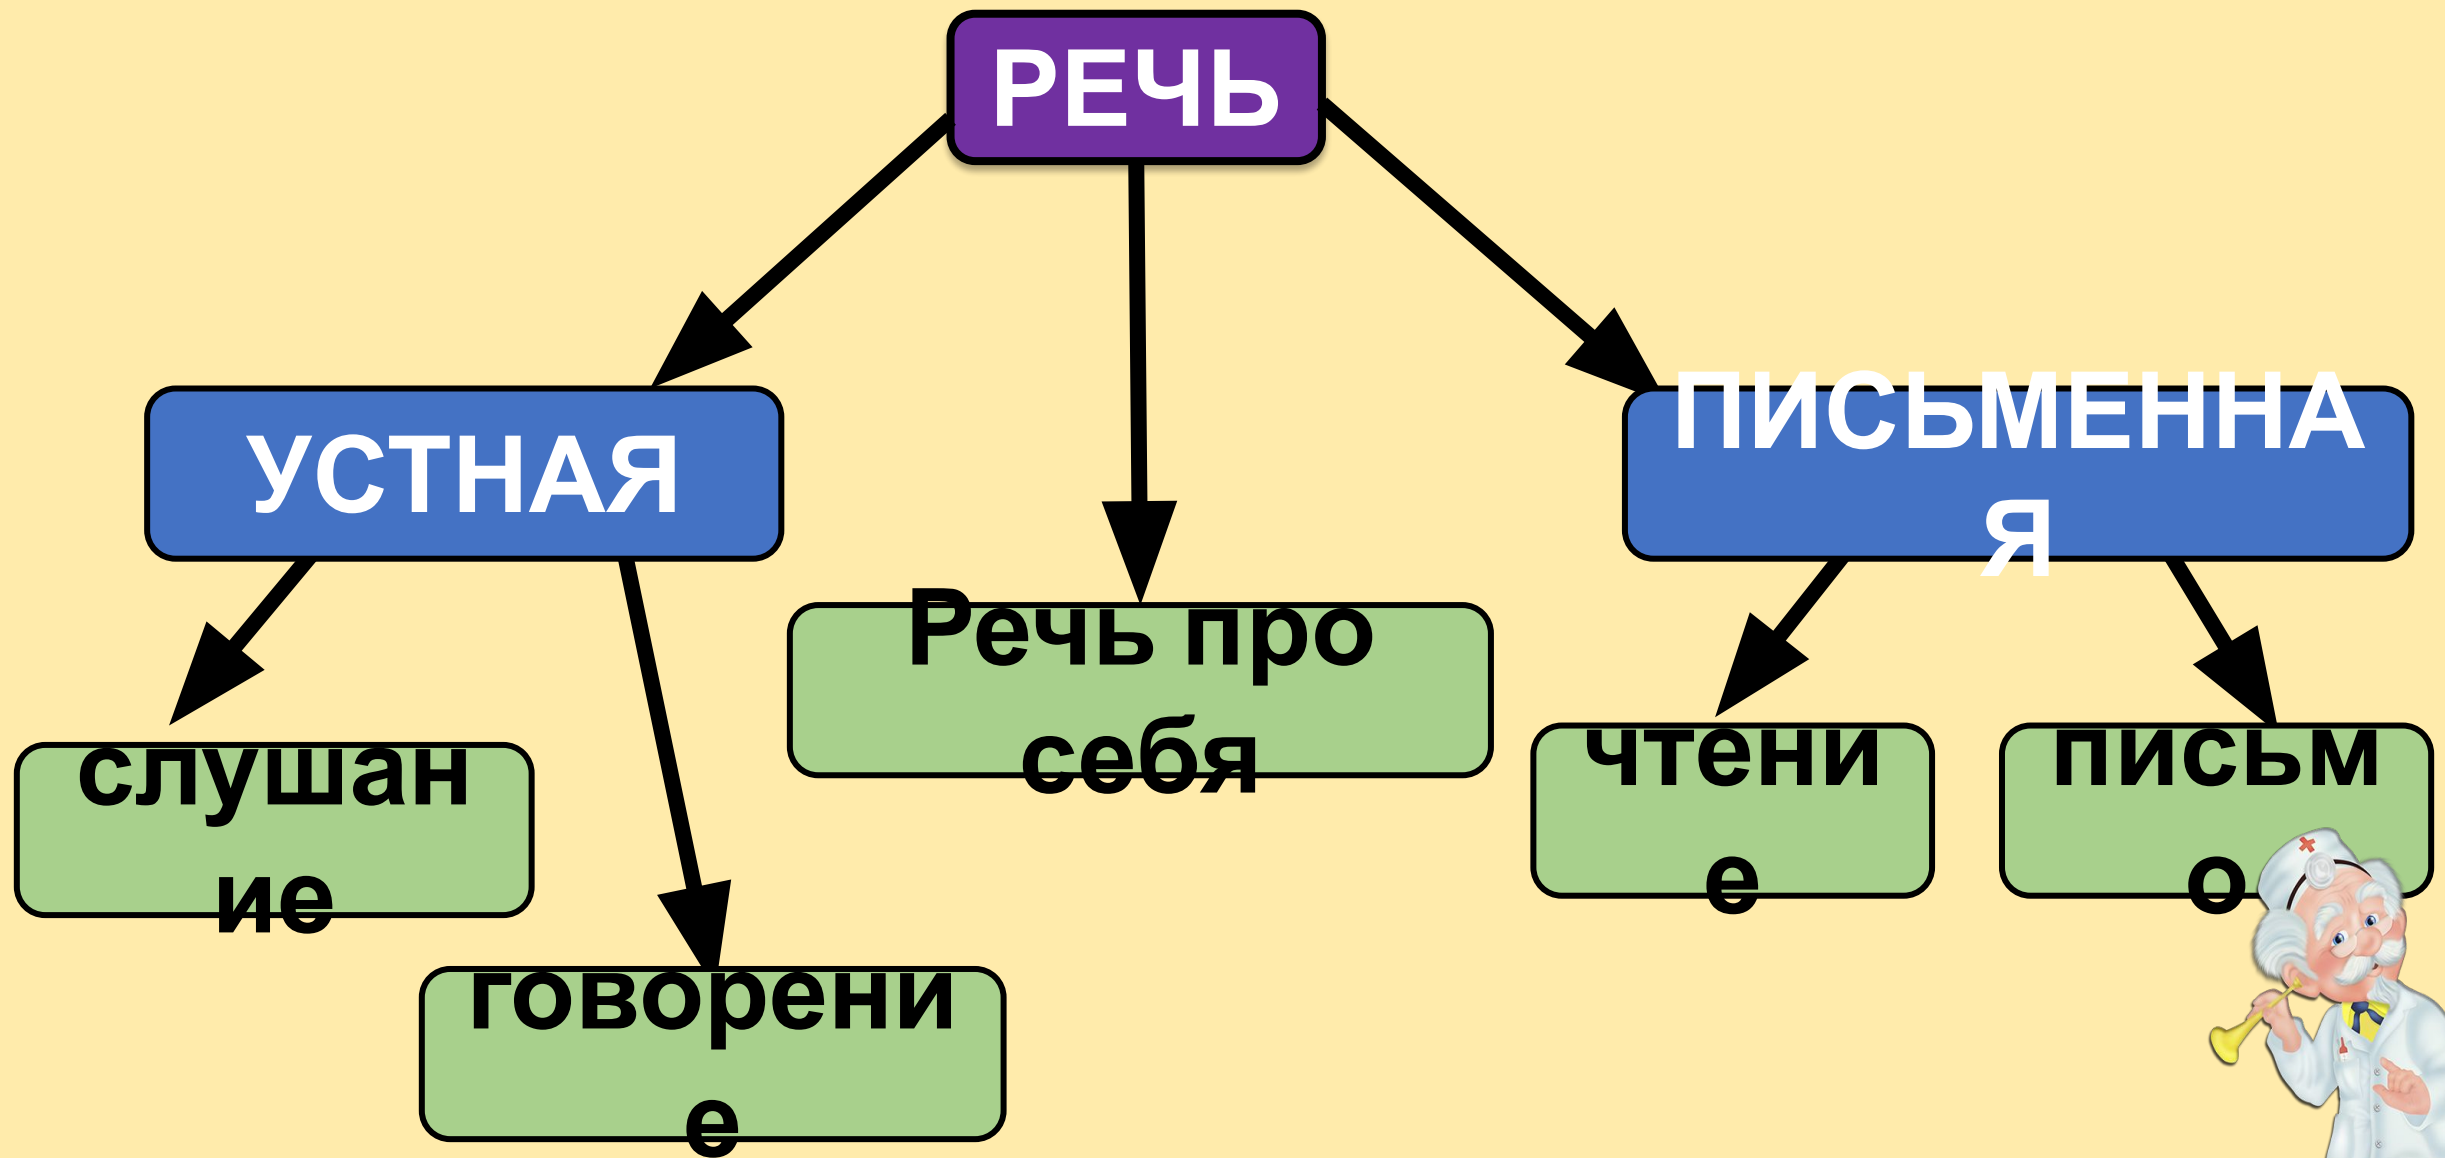 РЕЧЬ
УСТНАЯ
ПИСЬМЕННА
Я
Речь про
себя
слушан
ие
говорени
е
чтени
е
письм
о